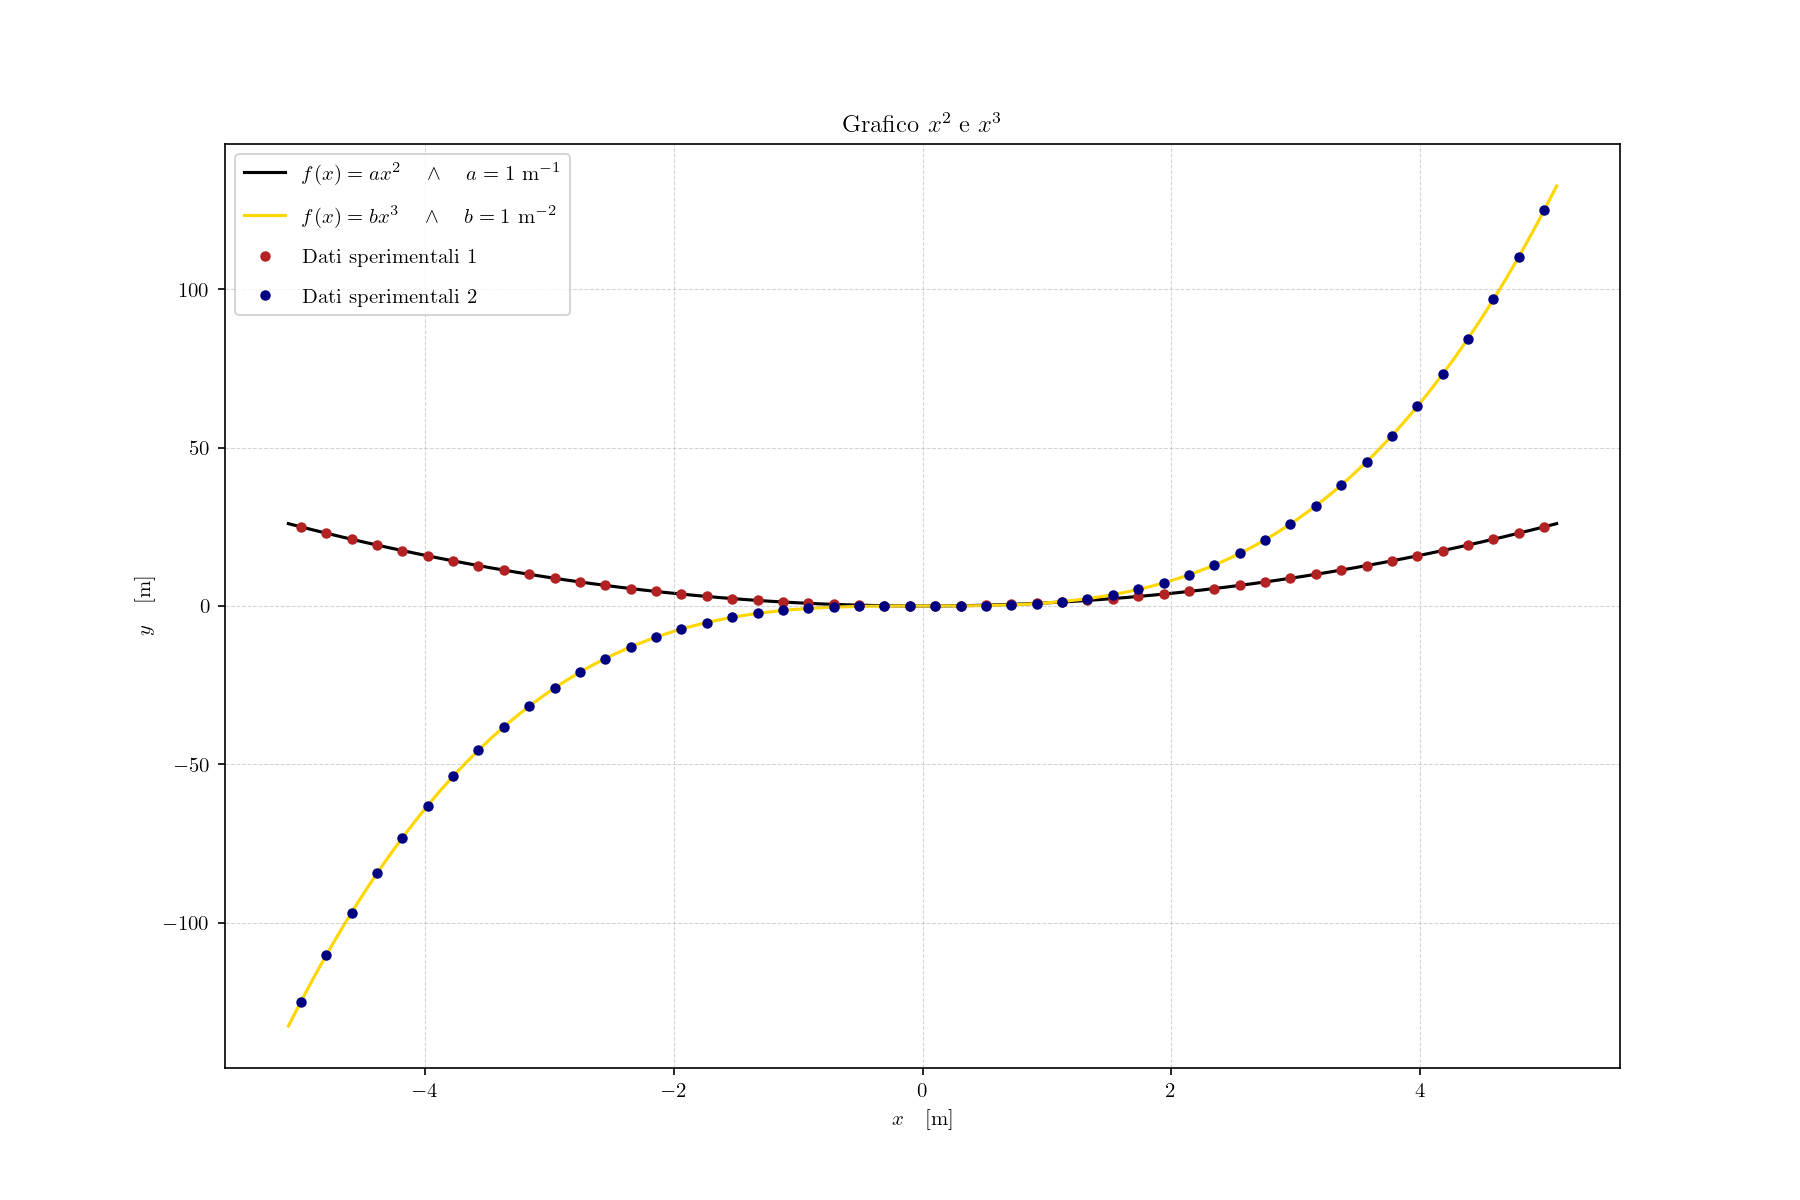 Grafico x² e x³
f(x) = ax² ∧ a = 1 m⁻¹
f(x) = bx³ ∧ b = 1 m⁻²
Dati sperimentali 1
Dati sperimentali 2
100
50
0
−50
−100
y [m]
−4 −2 0 2 4
x [m]